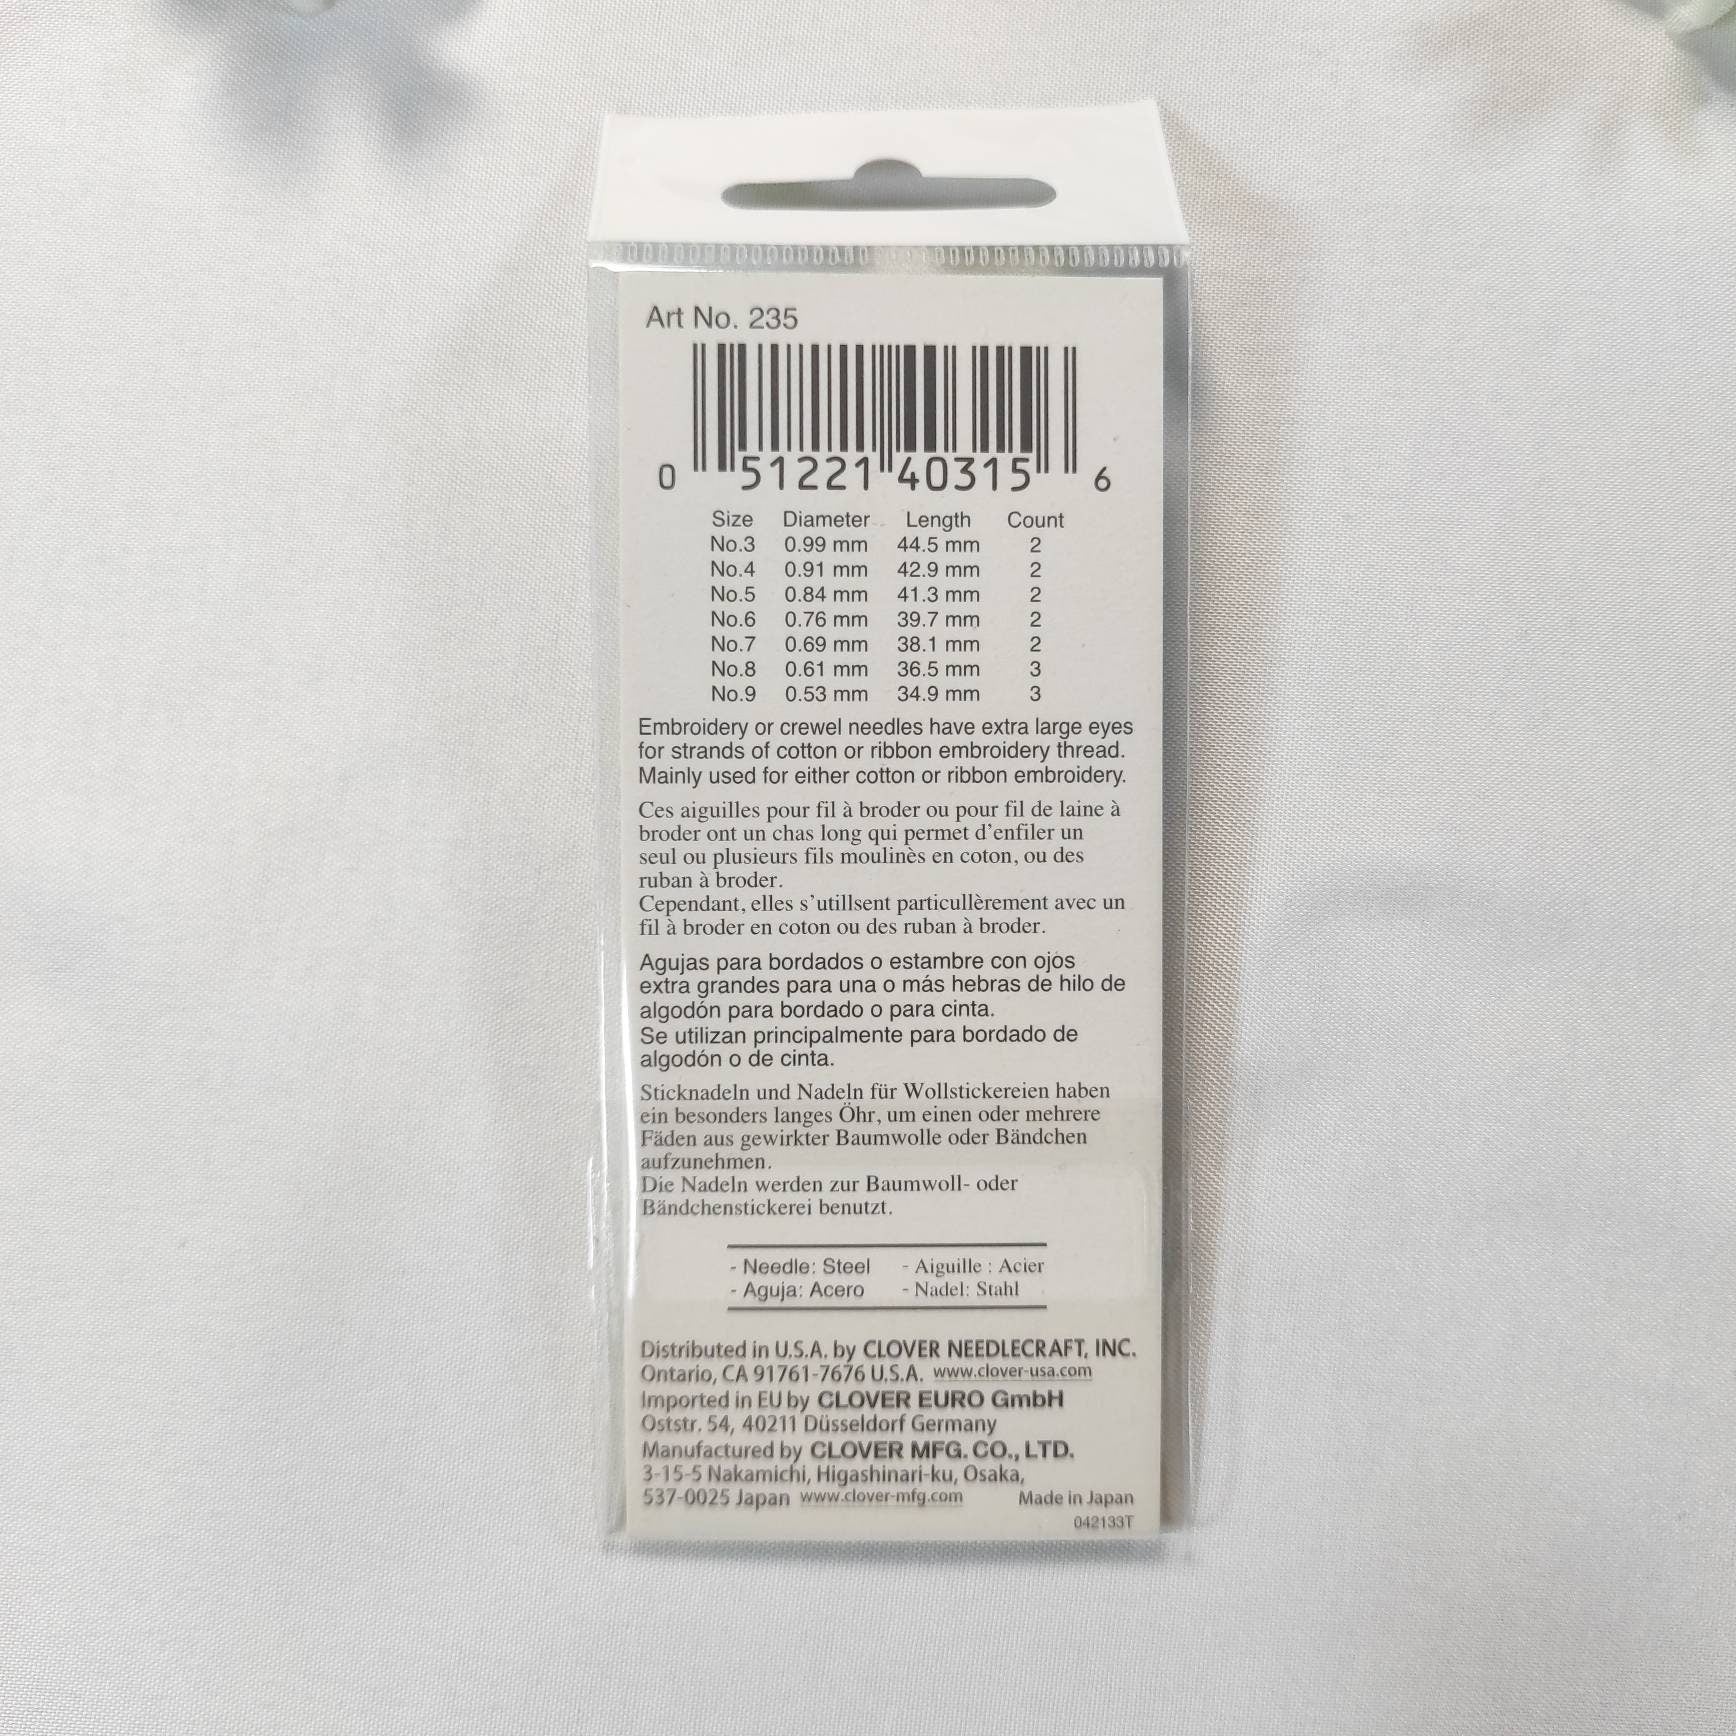 Art No. 235
0 51221 40315 6
Size Diameter Length Count
No.3 0.99 mm 44.5 mm 2
No.4 0.91 mm 42.9 mm 2
No.5 0.84 mm 41.3 mm 2
No.6 0.76 mm 39.7 mm 2
No.7 0.69 mm 38.1 mm 2
No.8 0.61 mm 36.5 mm 3
No.9 0.53 mm 34.9 mm 3
Embroidery or crewel needles have extra large eyes
for strands of cotton or ribbon embroidery thread.
Mainly used for either cotton or ribbon embroidery.
Ces aiguilles pour fil à broder ou pour fil de laine à
broder ont un chas long qui permet d'enfiler un
seul ou plusieurs fils moulinès en coton, ou des
ruban à broder.
Cependant, elles s'utillsent particullèrement avec un
fil à broder en coton ou des ruban à broder.
Agujas para bordados o estambre con ojos
extra grandes para una o más hebras de hilo de
algodón para bordado o para cinta.
Se utilizan principalmente para bordado de
algodón o de cinta.
Sticknadeln und Nadeln für Wollstickereien haben
ein besonders langes Öhr, um einen oder mehrere
Fäden aus gewirkter Baumwolle oder Bändchen
aufzunehmen.
Die Nadeln werden zur Baumwoll- oder
Bändchenstickerei benutzt.
- Needle: Steel - Aiguille : Acier
- Aguja: Acero - Nadel: Stahl
Distributed in U.S.A. by CLOVER NEEDLECRAFT, INC.
Ontario, CA 91761-7676 U.S.A. www.clover-usa.com
Imported in EU by CLOVER EURO GmbH
Oststr. 54, 40211 Düsseldorf Germany
Manufactured by CLOVER MFG. CO., LTD.
3-15-5 Nakamichi, Higashinari-ku, Osaka,
537-0025 Japan www.clover-mfg.com Made in Japan
042133T